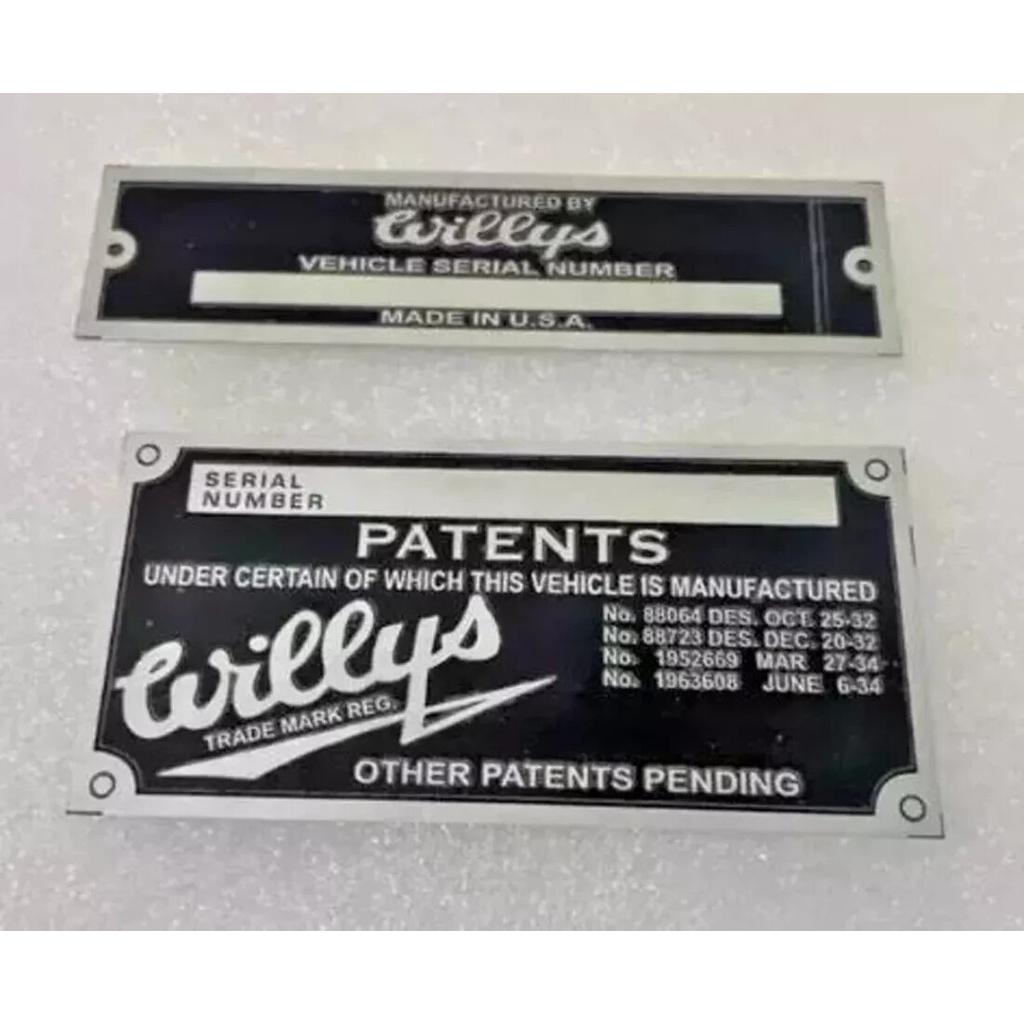 MANUFACTURED BY
Willys
VEHICLE SERIAL NUMBER
MADE IN U.S.A.
SERIAL
NUMBER
PATENTS
UNDER CERTAIN OF WHICH THIS VEHICLE IS MANUFACTURED
No. 88064 DES. OCT. 25-32
No. 88723 DES. DEC. 20-32
No. 1952669 MAR. 27-34
No. 1963608 JUNE 6-34
Willys
TRADE MARK REG.
OTHER PATENTS PENDING